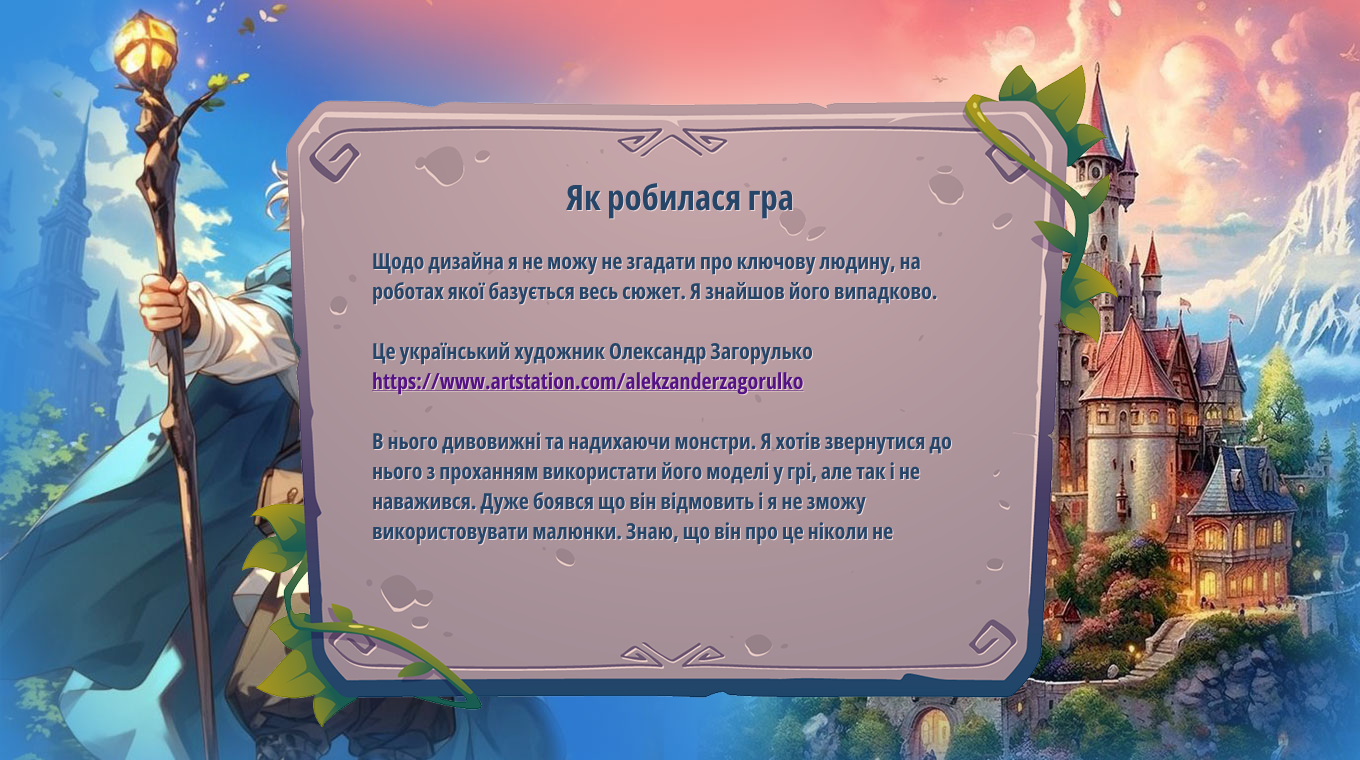 Як робилася гра
Щодо дизайна я не можу не згадати про ключову людину, на
роботах якої базується весь сюжет. Я знайшов його випадково.
Це український художник Олександр Загорулько
https://www.artstation.com/alekzanderzagorulko
В нього дивовижні та надихаючи монстри. Я хотів звернутися до
нього з проханням використати його моделі у грі, але так і не
наважився. Дуже боявся що він відмовить і я не зможу
використовувати малюнки. Знаю, що він про це ніколи не